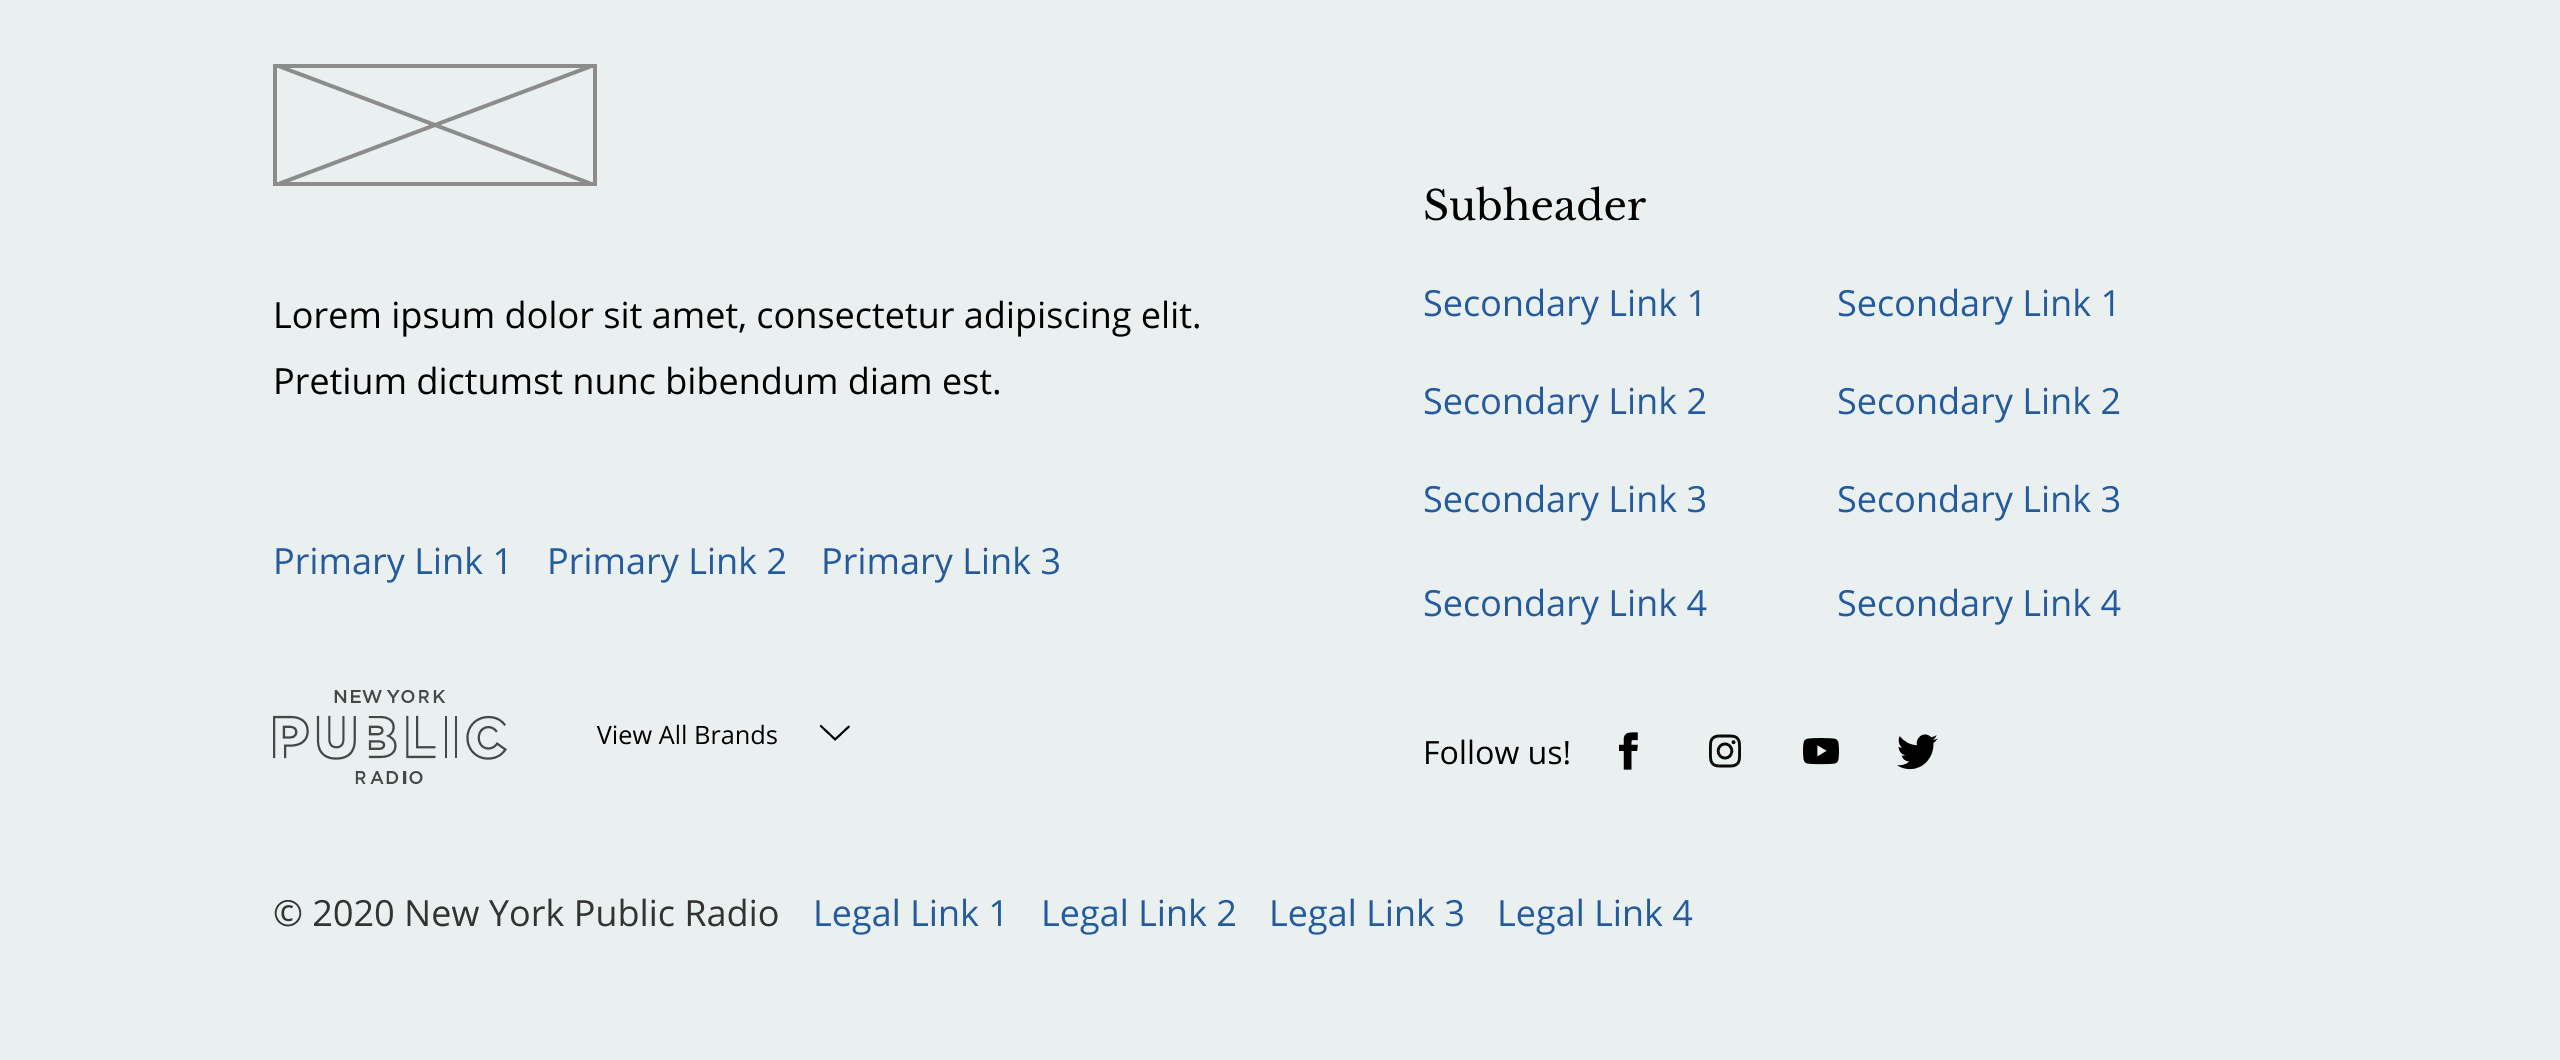 Lorem ipsum dolor sit amet, consectetur adipiscing elit.
Pretium dictumst nunc bibendum diam est.
Primary Link 1 Primary Link 2 Primary Link 3
NEW YORK
PUBLIC
RADIO
View All Brands
Subheader
Secondary Link 1 Secondary Link 1
Secondary Link 2 Secondary Link 2
Secondary Link 3 Secondary Link 3
Secondary Link 4 Secondary Link 4
Follow us!
© 2020 New York Public Radio Legal Link 1 Legal Link 2 Legal Link 3 Legal Link 4